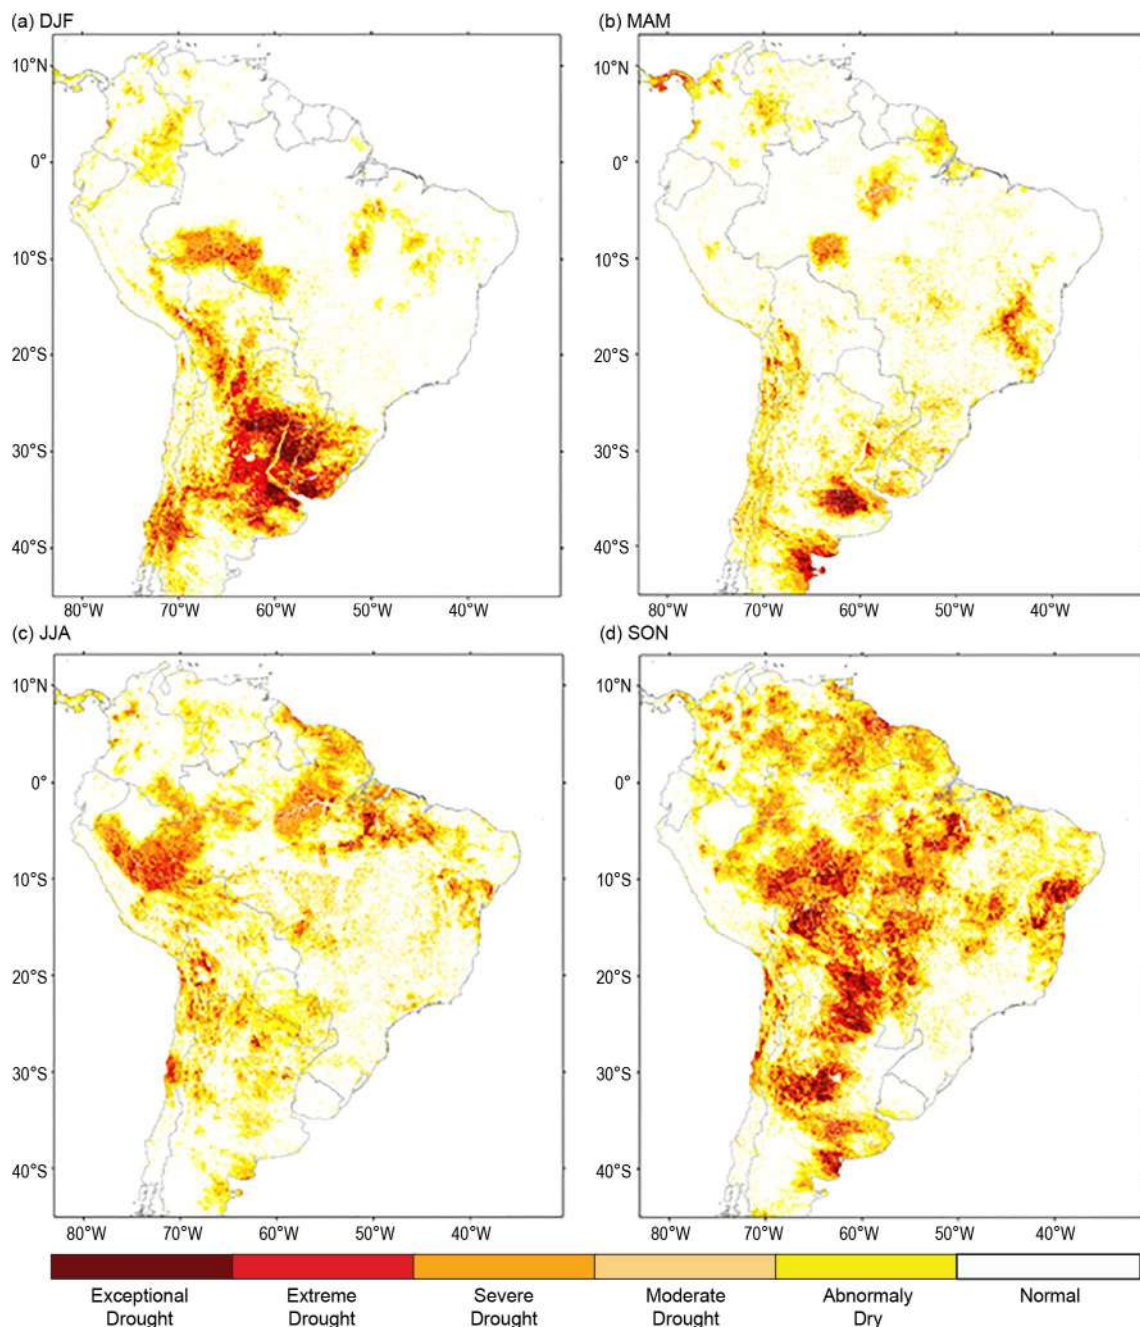 (a) DJF
(b) MAM
10°N
0°
10°S
20°S
30°S
40°S
80°W 70°W 60°W 50°W 40°W
10°N
0°
10°S
20°S
30°S
40°S
80°W 70°W 60°W 50°W 40°W
(c) JJA
(d) SON
10°N
0°
10°S
20°S
30°S
40°S
80°W 70°W 60°W 50°W 40°W
10°N
0°
10°S
20°S
30°S
40°S
80°W 70°W 60°W 50°W 40°W
Exceptional
Drought
Extreme
Drought
Severe
Drought
Moderate
Drought
Abnormaly
Dry
Normal